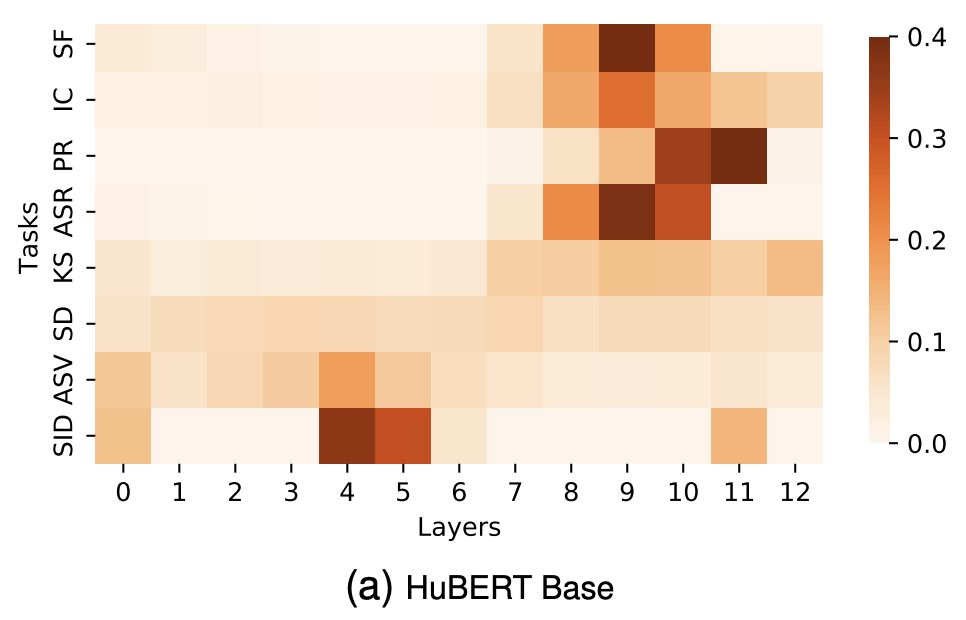 Tasks
SF
IC
PR
ASR
KS
SD
ASV
SID
0 1 2 3 4 5 6 7 8 9 10 11 12
Layers
0.4
0.3
0.2
0.1
0.0
(a) HuBERT Base